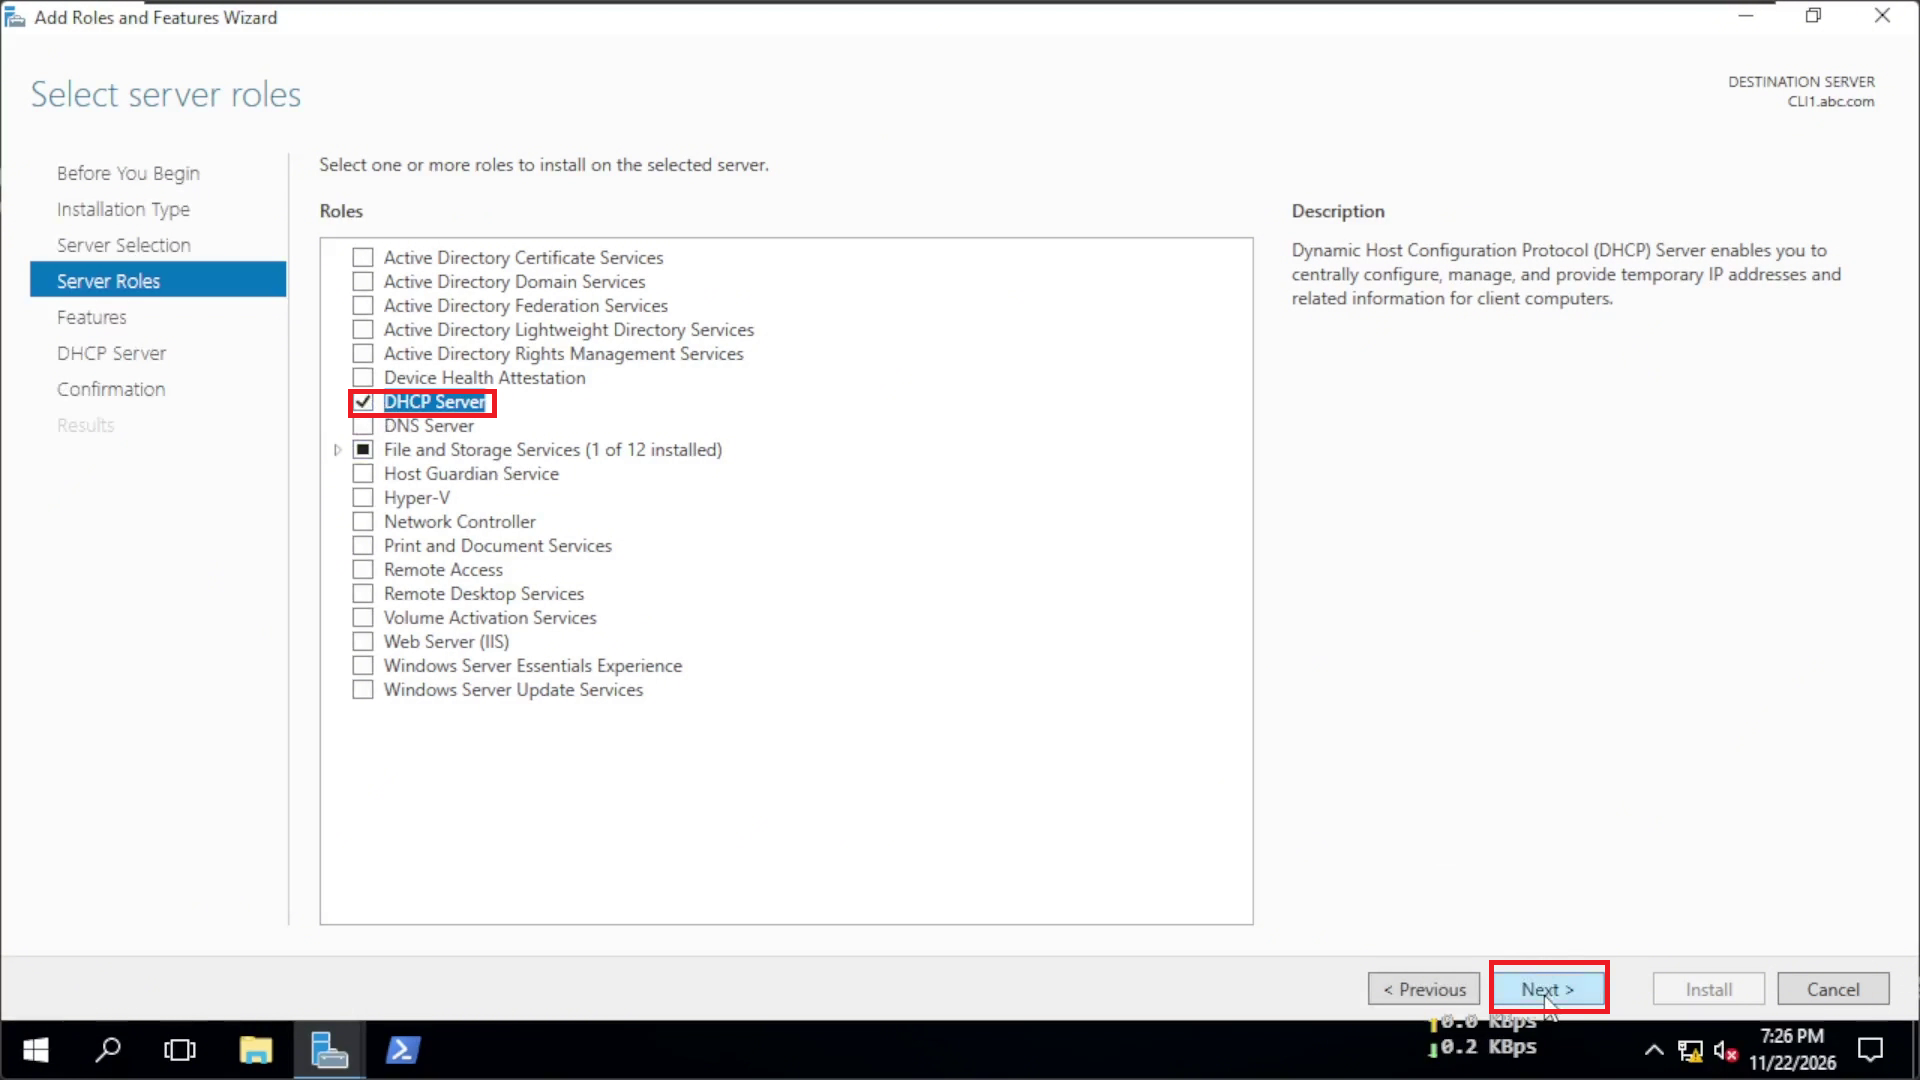 Add Roles and Features Wizard
Select server roles
DESTINATION SERVER
CLI1.abc.com
Before You Begin
Installation Type
Server Selection
Server Roles
Features
DHCP Server
Confirmation
Results
Select one or more roles to install on the selected server.
Roles
Active Directory Certificate Services
Active Directory Domain Services
Active Directory Federation Services
Active Directory Lightweight Directory Services
Active Directory Rights Management Services
Device Health Attestation
DHCP Server
DNS Server
File and Storage Services (1 of 12 installed)
Host Guardian Service
Hyper-V
Network Controller
Print and Document Services
Remote Access
Remote Desktop Services
Volume Activation Services
Web Server (IIS)
Windows Server Essentials Experience
Windows Server Update Services
Description
Dynamic Host Configuration Protocol (DHCP) Server enables you to
centrally configure, manage, and provide temporary IP addresses and
related information for client computers.
< Previous
Next >
Install
Cancel
0.0 KBps
0.2 KBps
7:26 PM
11/22/2026